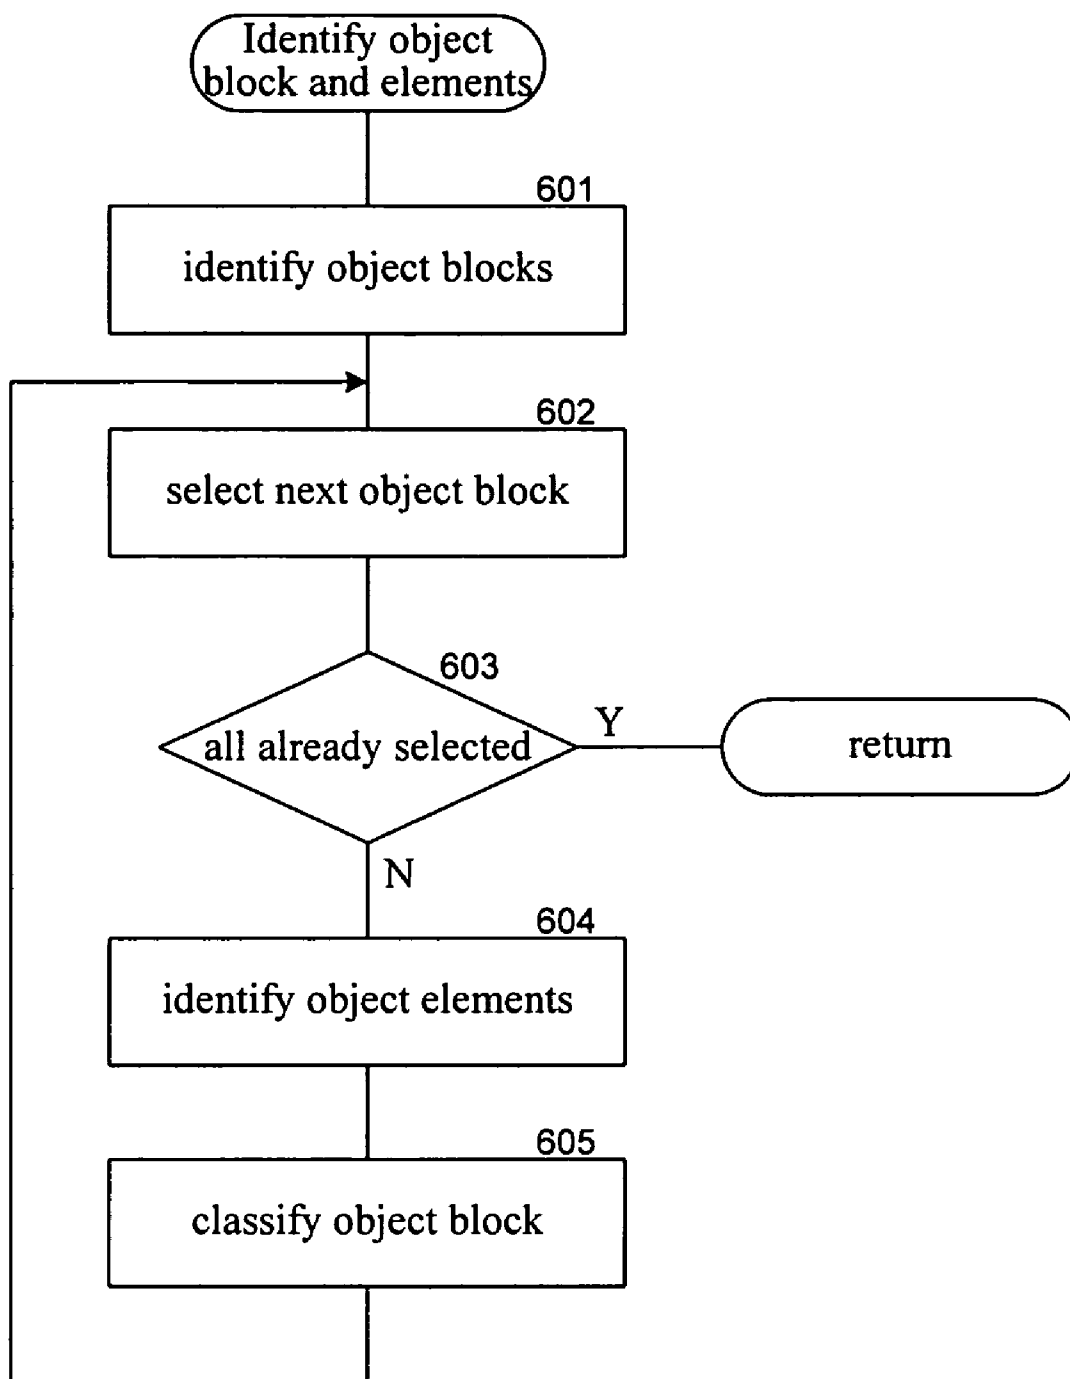 Identify object
block and elements
601
identify object blocks
602
select next object block
603
all already selected
Y
return
N
604
identify object elements
605
classify object block